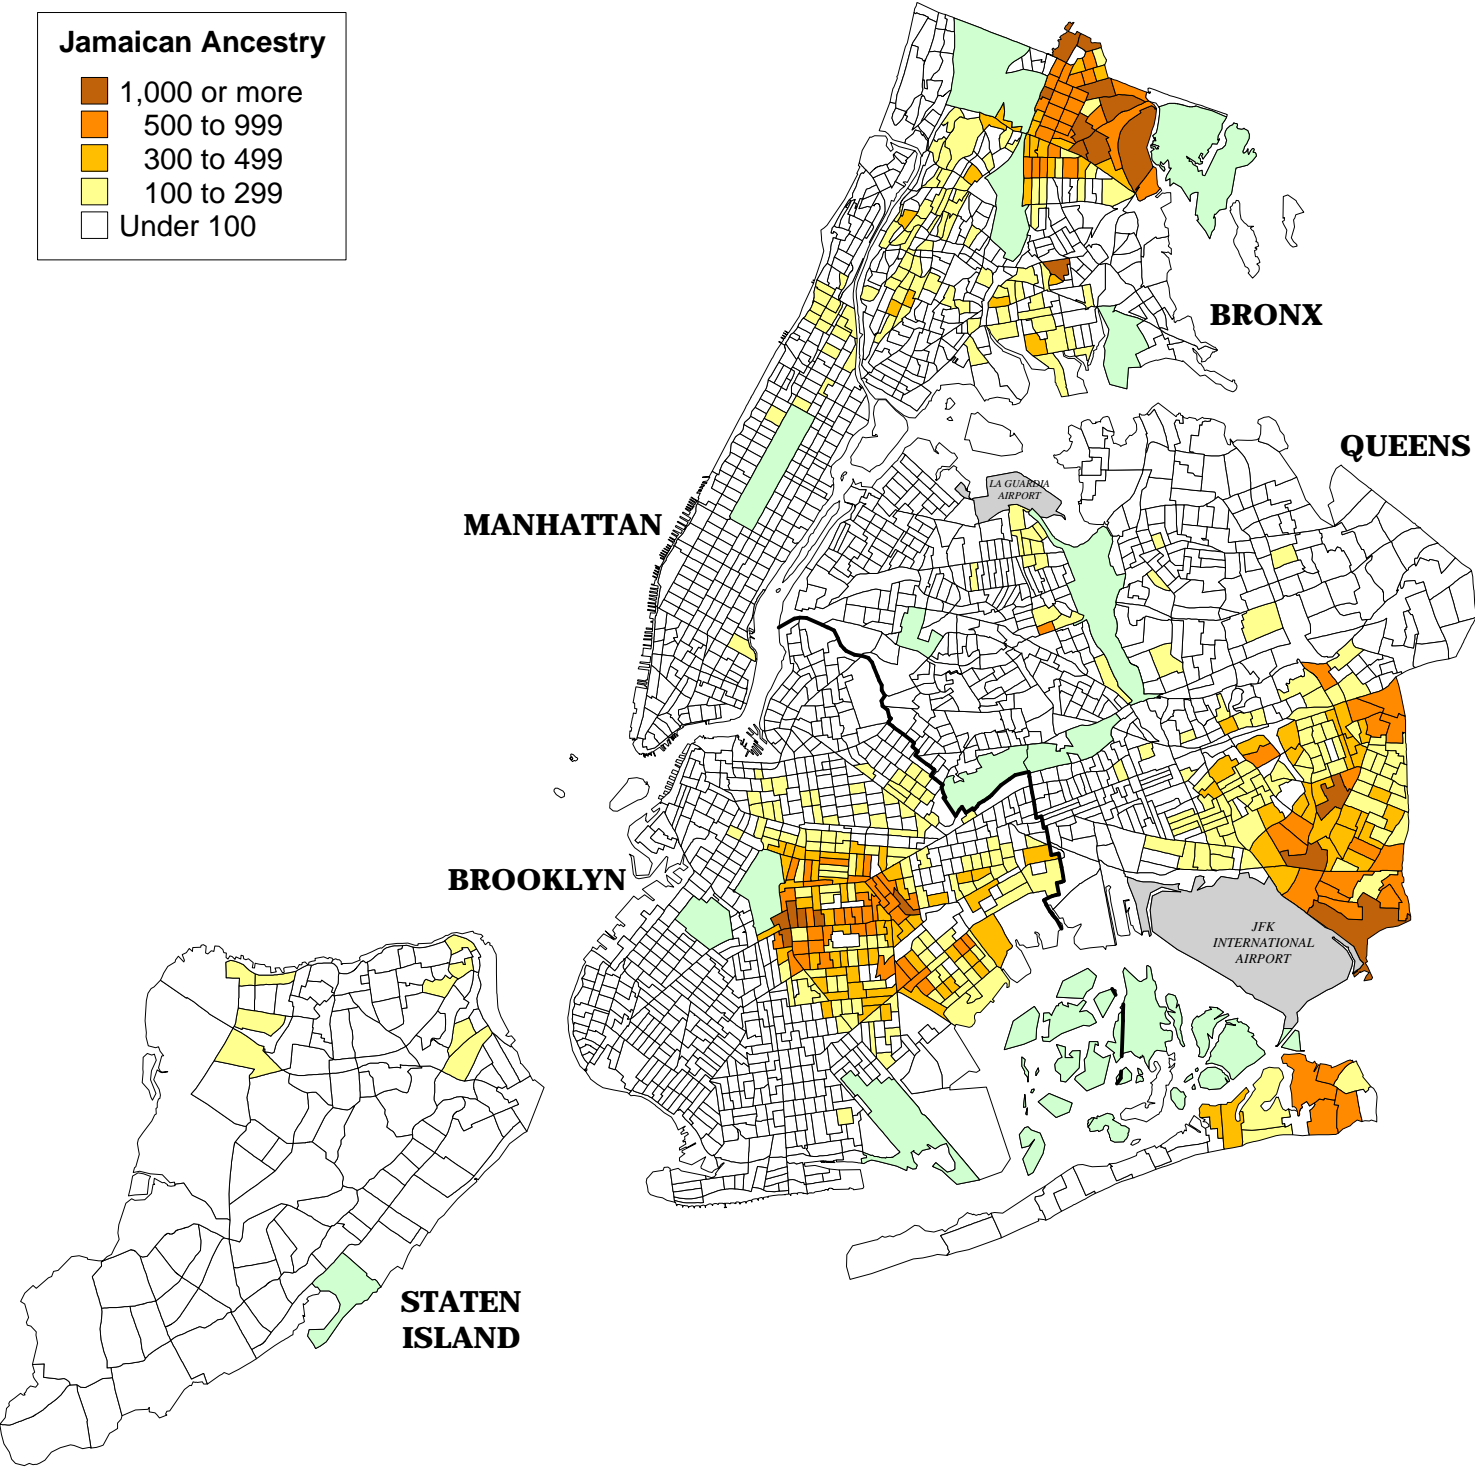 Jamaican Ancestry
1,000 or more
500 to 999
300 to 499
100 to 299
Under 100
BRONX
QUEENS
LA GUARDIA
AIRPORT
MANHATTAN
BROOKLYN
JFK
INTERNATIONAL
AIRPORT
STATEN
ISLAND